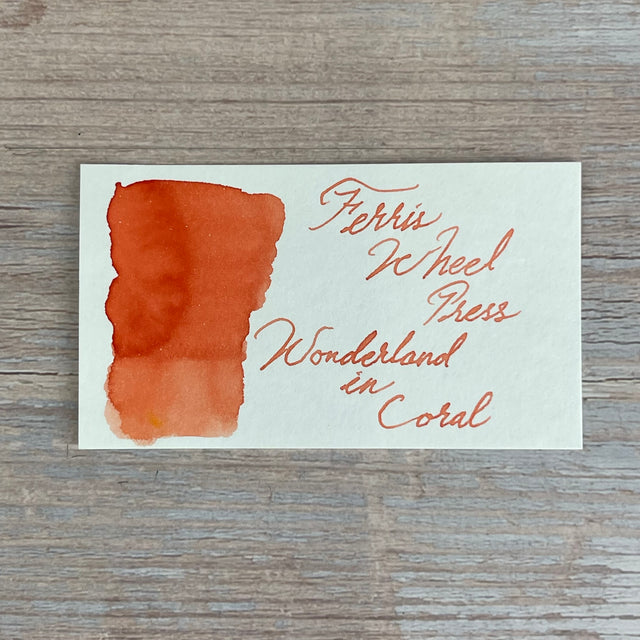 Ferris
Wheel
Press
Wonderland
in
Coral